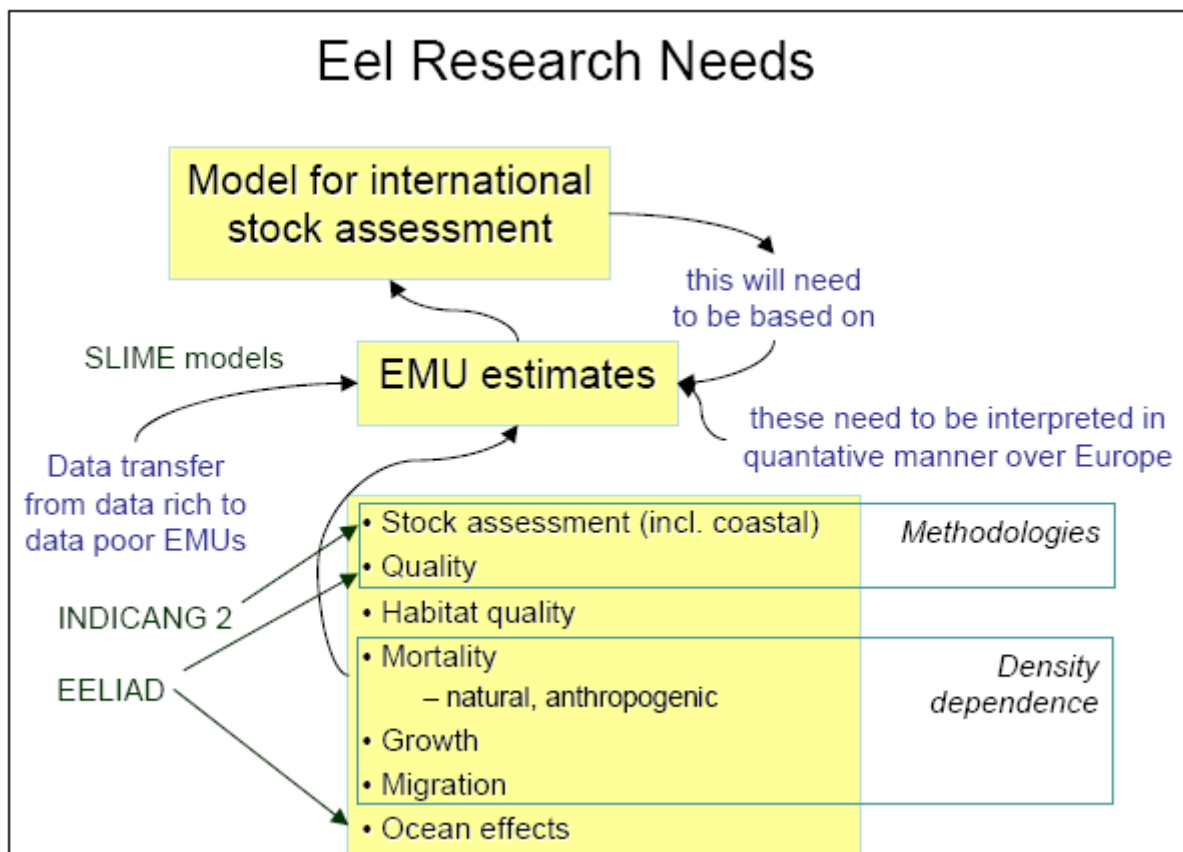 Eel Research Needs
Model for international
stock assessment
this will need
to be based on
SLIME models
EMU estimates
these need to be interpreted in
quantative manner over Europe
Data transfer
from data rich to
data poor EMUs
• Stock assessment (incl. coastal)
Methodologies
• Quality
INDICANG 2
• Habitat quality
• Mortality
– natural, anthropogenic
Density
dependence
EELIAD
• Growth
• Migration
• Ocean effects